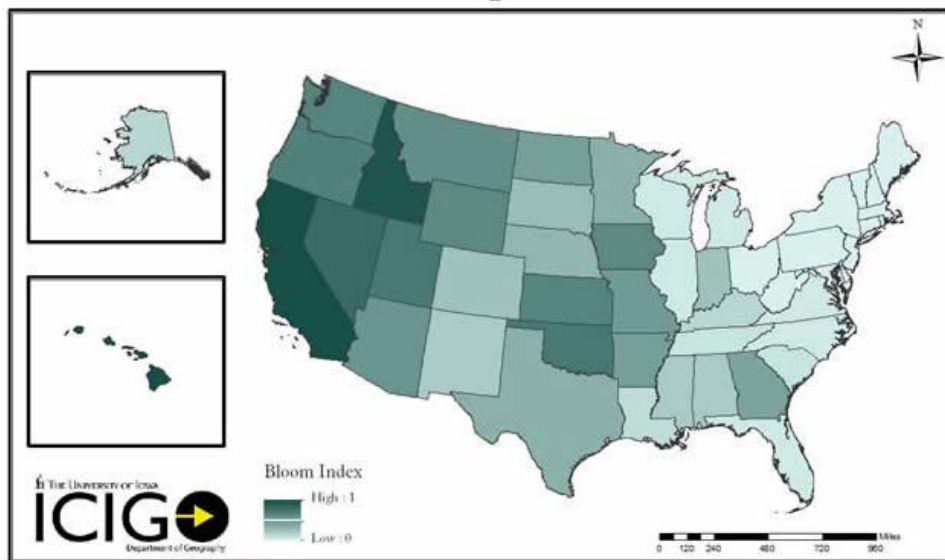 N
Bloom Index
High : 1
Low : 0
THE UNIVERSITY OF IOWA
ICIGO
Department of Geography
Miles
0 120 240 480 720 960